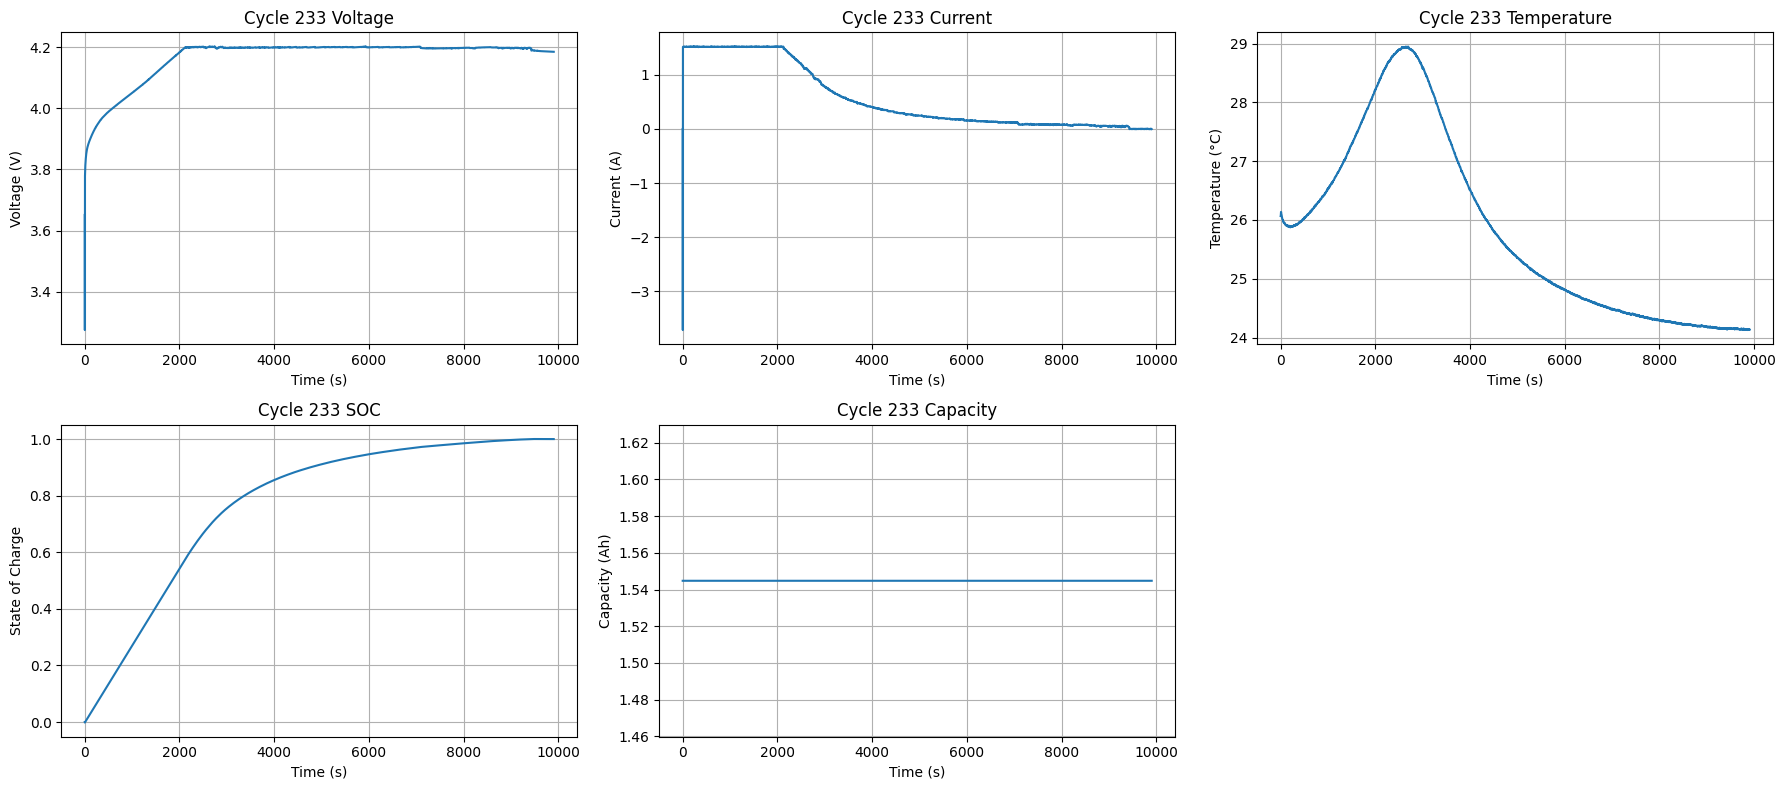 Cycle 233 Voltage
4.2
4.0
3.8
3.6
3.4
Voltage (V)
0 2000 4000 6000 8000 10000
Time (s)
Cycle 233 Current
1
0
−1
−2
−3
Current (A)
0 2000 4000 6000 8000 10000
Time (s)
Cycle 233 Temperature
29
28
27
26
25
24
Temperature (°C)
0 2000 4000 6000 8000 10000
Time (s)
Cycle 233 SOC
1.0
0.8
0.6
0.4
0.2
0.0
State of Charge
0 2000 4000 6000 8000 10000
Time (s)
Cycle 233 Capacity
1.62
1.60
1.58
1.56
1.54
1.52
1.50
1.48
1.46
Capacity (Ah)
0 2000 4000 6000 8000 10000
Time (s)